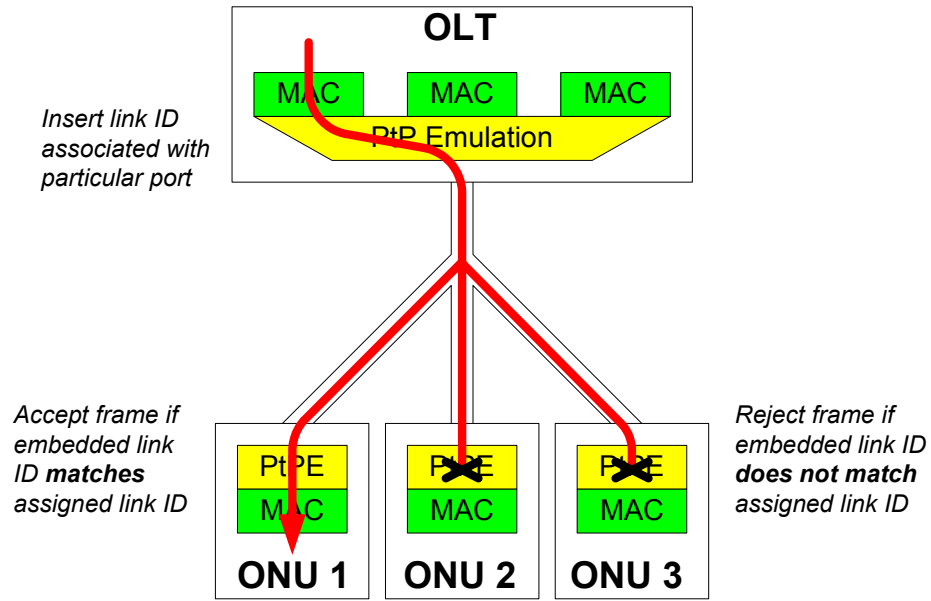 OLT
MAC MAC MAC
PtP Emulation
Insert link ID
associated with
particular port
Accept frame if
embedded link
ID matches
assigned link ID
PtPE PtPE PtPE
MAC MAC MAC
ONU 1 ONU 2 ONU 3
Reject frame if
embedded link ID
does not match
assigned link ID